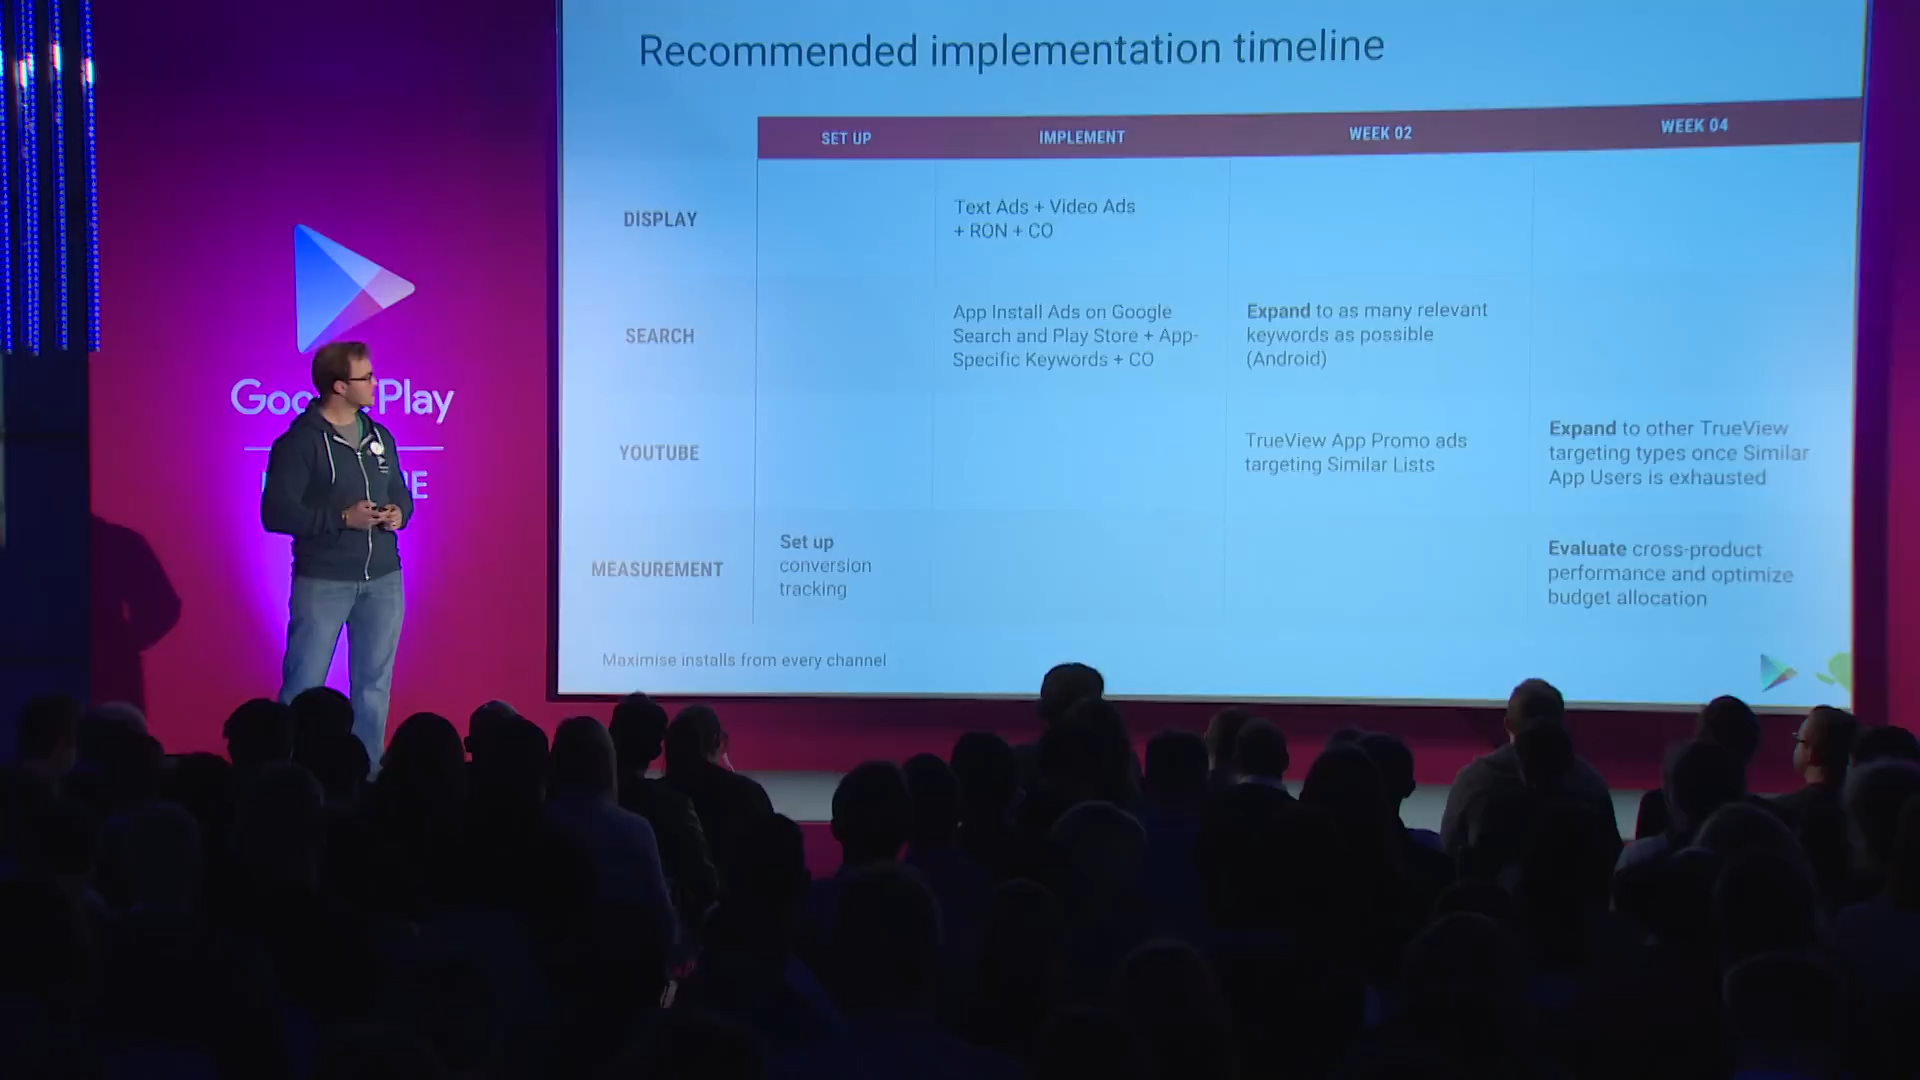 Recommended implementation timeline
SET UP
IMPLEMENT
WEEK 02
WEEK 04
DISPLAY
Text Ads + Video Ads
+ RON + CO
SEARCH
App Install Ads on Google
Search and Play Store + App-
Specific Keywords + CO
Expand to as many relevant
keywords as possible
(Android)
YOUTUBE
TrueView App Promo ads
targeting Similar Lists
Expand to other TrueView
targeting types once Similar
App Users is exhausted
MEASUREMENT
Set up
conversion
tracking
Evaluate cross-product
performance and optimize
budget allocation
Maximise installs from every channel
Play